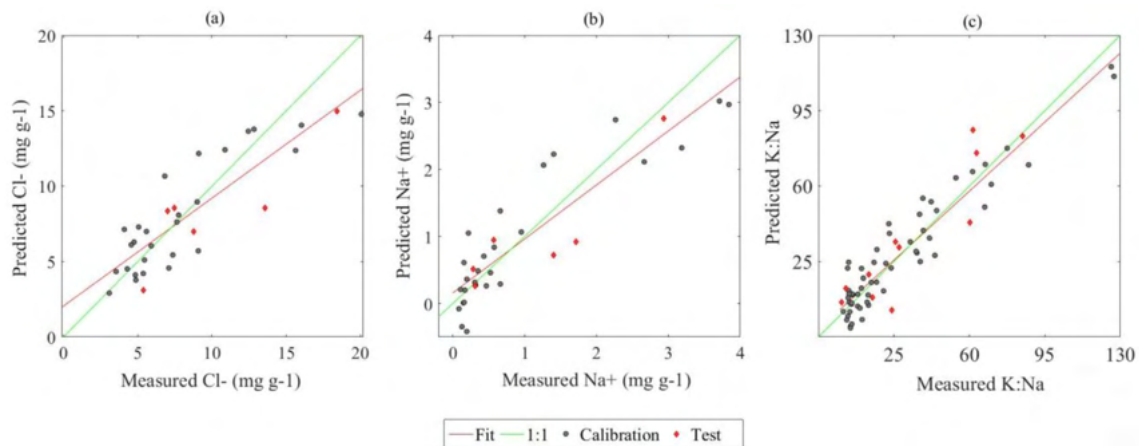 (a)
20
15
10
5
0
Predicted Cl- (mg g-1)
0 5 10 15 20
Measured Cl- (mg g-1)
(b)
4
3
2
1
0
Predicted Na+ (mg g-1)
0 1 2 3 4
Measured Na+ (mg g-1)
(c)
130
95
60
25
Predicted K:Na
25 60 95 130
Measured K:Na
Fit 1:1 Calibration Test